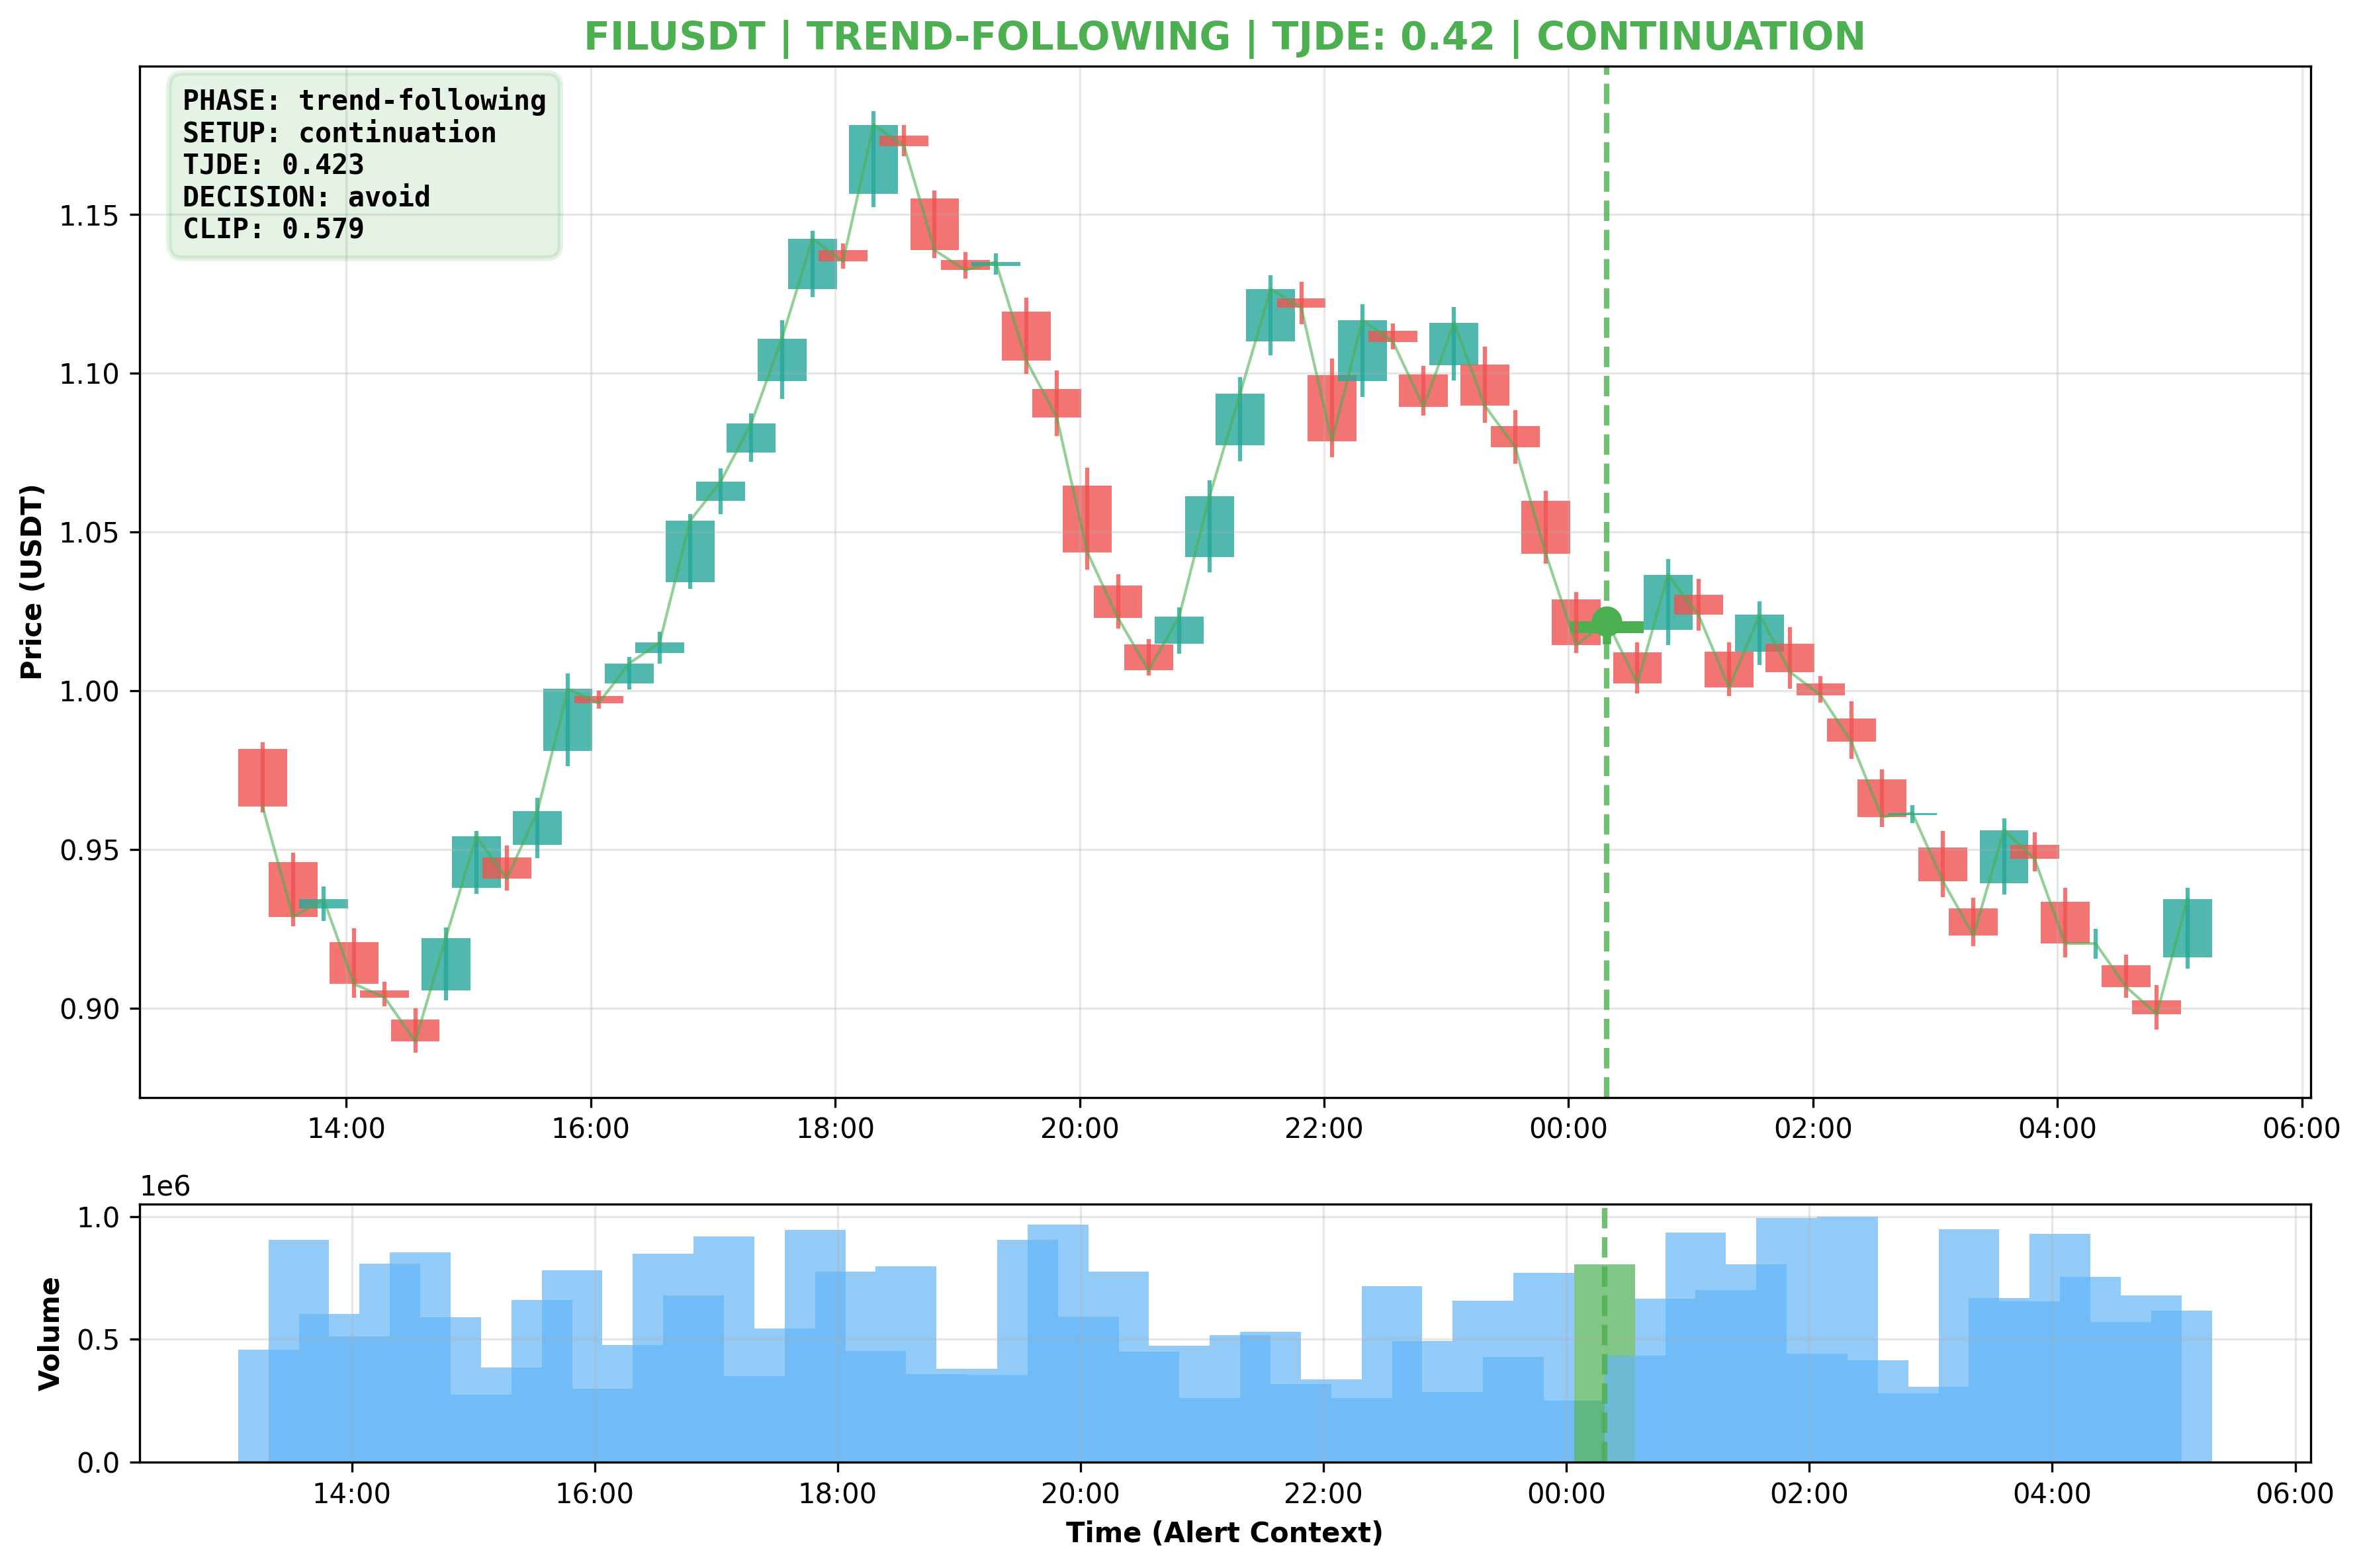 FILUSDT | TREND-FOLLOWING | TJDE: 0.42 | CONTINUATION
PHASE: trend-following
SETUP: continuation
TJDE: 0.423
DECISION: avoid
CLIP: 0.579
Price (USDT)
1.15
1.10
1.05
1.00
0.95
0.90
14:00 16:00 18:00 20:00 22:00 00:00 02:00 04:00 06:00
1e6
Volume
1.0
0.5
0.0
14:00 16:00 18:00 20:00 22:00 00:00 02:00 04:00 06:00
Time (Alert Context)